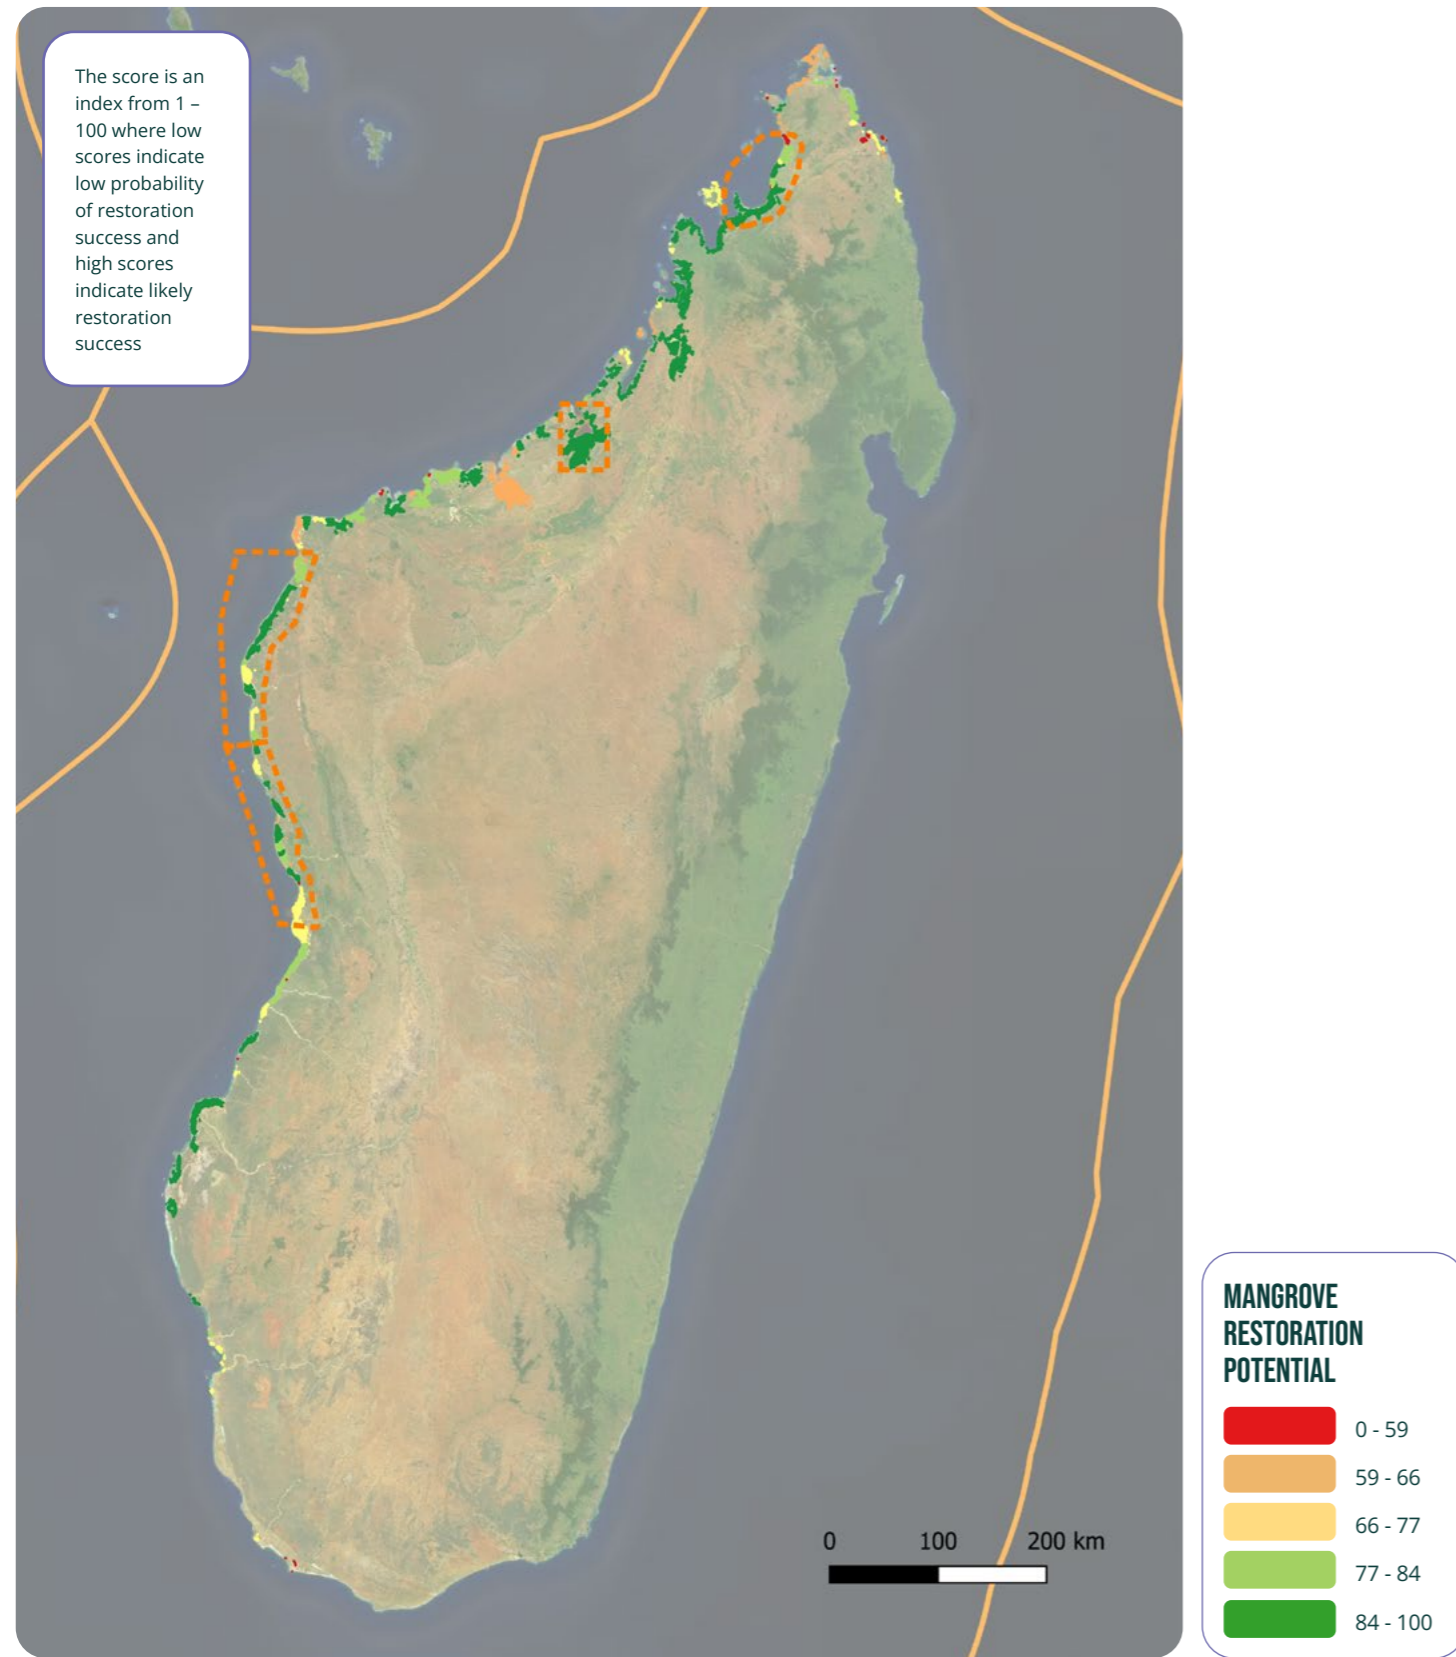 The score is an
index from 1 –
100 where low
scores indicate
low probability
of restoration
success and
high scores
indicate likely
restoration
success
0 100 200 km
MANGROVE
RESTORATION
POTENTIAL
0 - 59
59 - 66
66 - 77
77 - 84
84 - 100